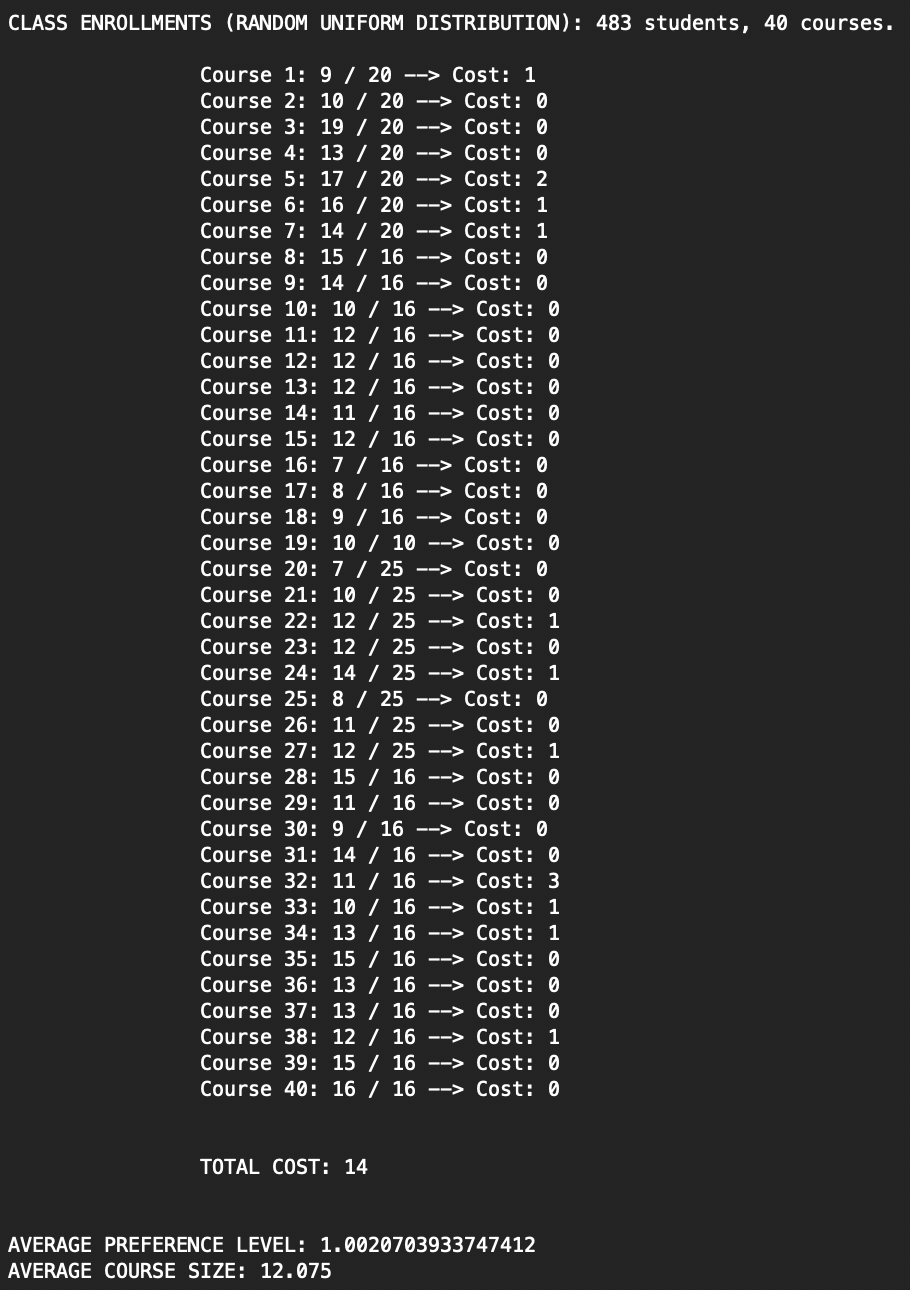 CLASS ENROLLMENTS (RANDOM UNIFORM DISTRIBUTION): 483 students, 40 courses.
Course 1: 9 / 20 --> Cost: 1
Course 2: 10 / 20 --> Cost: 0
Course 3: 19 / 20 --> Cost: 0
Course 4: 13 / 20 --> Cost: 0
Course 5: 17 / 20 --> Cost: 2
Course 6: 16 / 20 --> Cost: 1
Course 7: 14 / 20 --> Cost: 1
Course 8: 15 / 16 --> Cost: 0
Course 9: 14 / 16 --> Cost: 0
Course 10: 10 / 16 --> Cost: 0
Course 11: 12 / 16 --> Cost: 0
Course 12: 12 / 16 --> Cost: 0
Course 13: 12 / 16 --> Cost: 0
Course 14: 11 / 16 --> Cost: 0
Course 15: 12 / 16 --> Cost: 0
Course 16: 7 / 16 --> Cost: 0
Course 17: 8 / 16 --> Cost: 0
Course 18: 9 / 16 --> Cost: 0
Course 19: 10 / 10 --> Cost: 0
Course 20: 7 / 25 --> Cost: 0
Course 21: 10 / 25 --> Cost: 0
Course 22: 12 / 25 --> Cost: 1
Course 23: 12 / 25 --> Cost: 0
Course 24: 14 / 25 --> Cost: 1
Course 25: 8 / 25 --> Cost: 0
Course 26: 11 / 25 --> Cost: 0
Course 27: 12 / 25 --> Cost: 1
Course 28: 15 / 16 --> Cost: 0
Course 29: 11 / 16 --> Cost: 0
Course 30: 9 / 16 --> Cost: 0
Course 31: 14 / 16 --> Cost: 0
Course 32: 11 / 16 --> Cost: 3
Course 33: 10 / 16 --> Cost: 1
Course 34: 13 / 16 --> Cost: 1
Course 35: 15 / 16 --> Cost: 0
Course 36: 13 / 16 --> Cost: 0
Course 37: 13 / 16 --> Cost: 0
Course 38: 12 / 16 --> Cost: 1
Course 39: 15 / 16 --> Cost: 0
Course 40: 16 / 16 --> Cost: 0
TOTAL COST: 14
AVERAGE PREFERENCE LEVEL: 1.0020703933747412
AVERAGE COURSE SIZE: 12.075